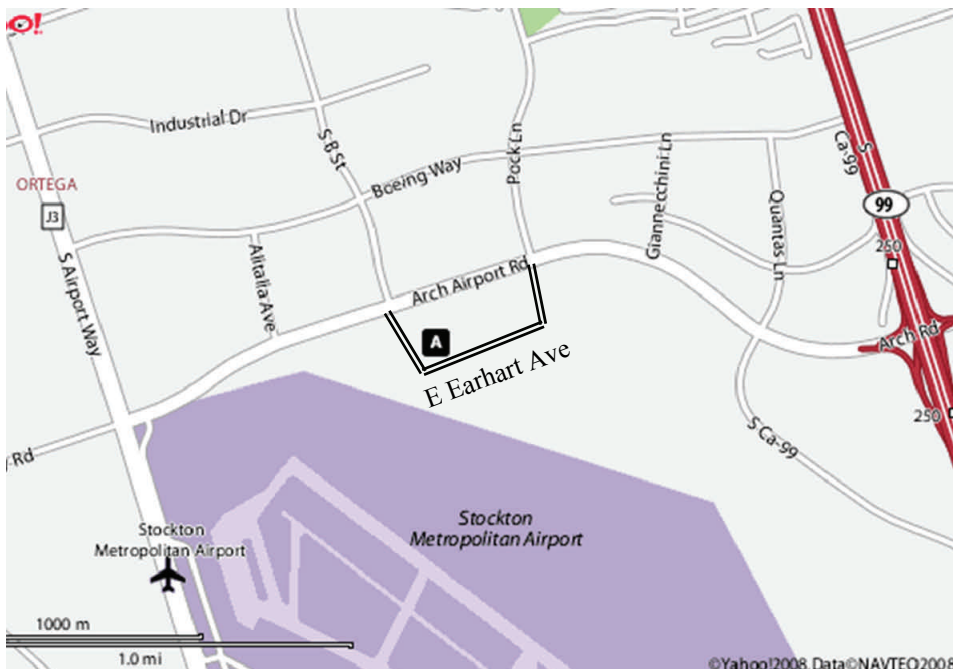 O!
Industrial Dr
S B St
Pock Ln
Boeing Way
Giannecchini Ln
Quantas Ln
S
Ca-99
99
ORTEGA
J3
S Airport Way
Alitalia Ave
250
Arch Airport Rd
A
Arch Rd
E Earhart Ave
250
Rd
S Ca-99
Stockton
Metropolitan Airport
Stockton
Metropolitan Airport
1000 m
1.0 mi
©Yahoo!2008 Data©NAVTEQ2008